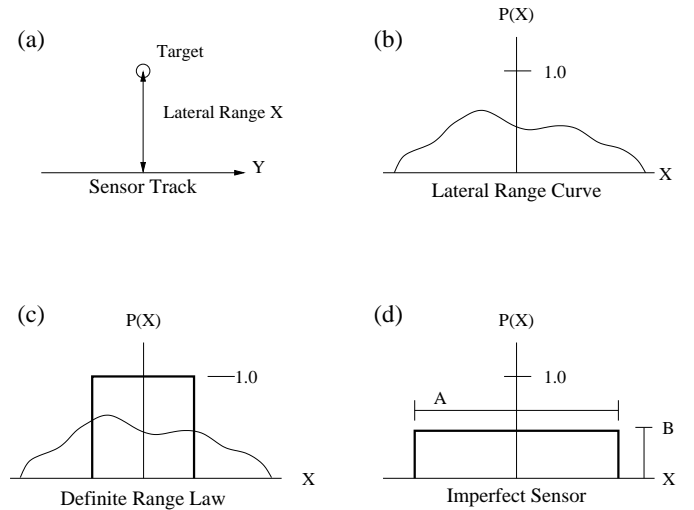 (a)
Target
Lateral Range X
Y
Sensor Track
(b)
P(X)
1.0
X
Lateral Range Curve
(c)
P(X)
1.0
X
Definite Range Law
(d)
P(X)
1.0
A
B
X
Imperfect Sensor